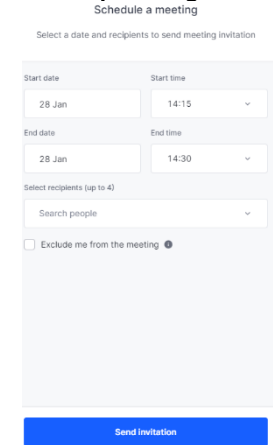 Schedule a meeting
Select a date and recipients to send meeting invitation
Start date
Start time
28 Jan
14:15
End date
End time
28 Jan
14:30
Select recipients (up to 4)
Search people
Exclude me from the meeting
Send invitation